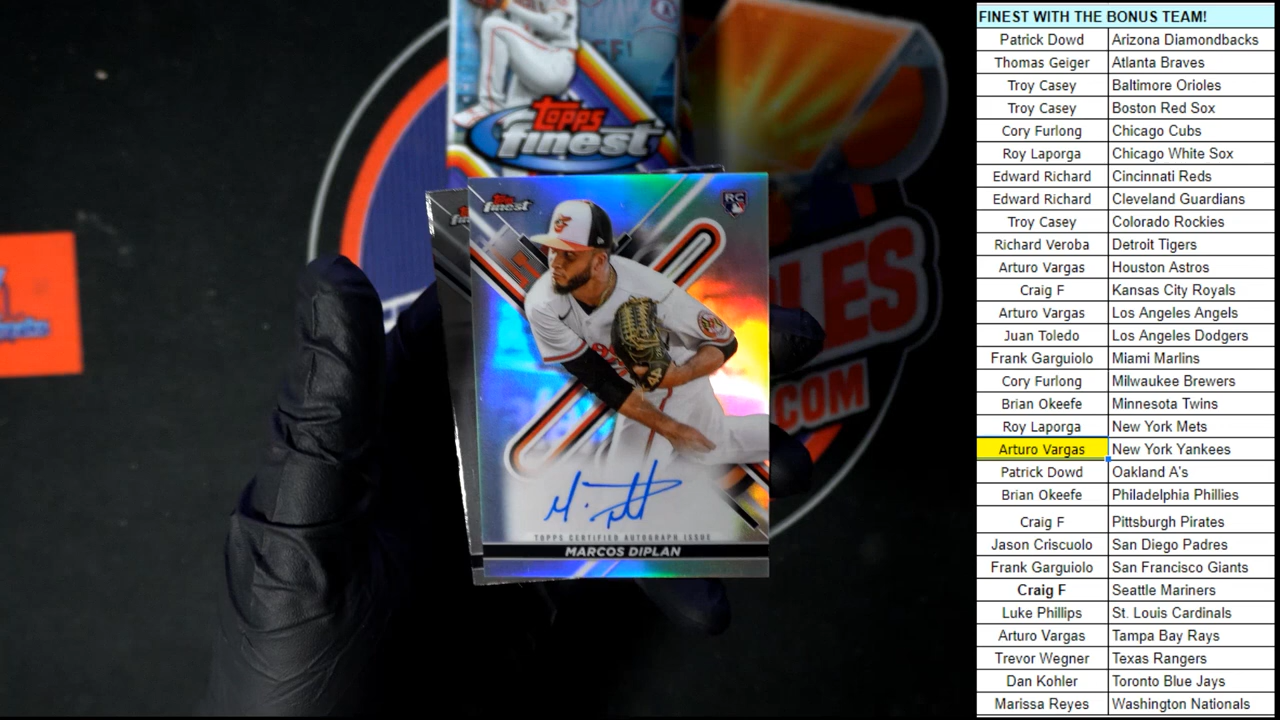 topps
finest
topps
finest
RC
ES
.COM
TOPPS CERTIFIED AUTOGRAPH ISSUE
MARCOS DIPLAN
FINEST WITH THE BONUS TEAM!
Patrick Dowd Arizona Diamondbacks
Thomas Geiger Atlanta Braves
Troy Casey Baltimore Orioles
Troy Casey Boston Red Sox
Cory Furlong Chicago Cubs
Roy Laporga Chicago White Sox
Edward Richard Cincinnati Reds
Edward Richard Cleveland Guardians
Troy Casey Colorado Rockies
Richard Veroba Detroit Tigers
Arturo Vargas Houston Astros
Craig F Kansas City Royals
Arturo Vargas Los Angeles Angels
Juan Toledo Los Angeles Dodgers
Frank Garguiolo Miami Marlins
Cory Furlong Milwaukee Brewers
Brian Okeefe Minnesota Twins
Roy Laporga New York Mets
Arturo Vargas New York Yankees
Patrick Dowd Oakland A's
Brian Okeefe Philadelphia Phillies
Craig F Pittsburgh Pirates
Jason Criscuolo San Diego Padres
Frank Garguiolo San Francisco Giants
Craig F Seattle Mariners
Luke Phillips St. Louis Cardinals
Arturo Vargas Tampa Bay Rays
Trevor Wegner Texas Rangers
Dan Kohler Toronto Blue Jays
Marissa Reyes Washington Nationals